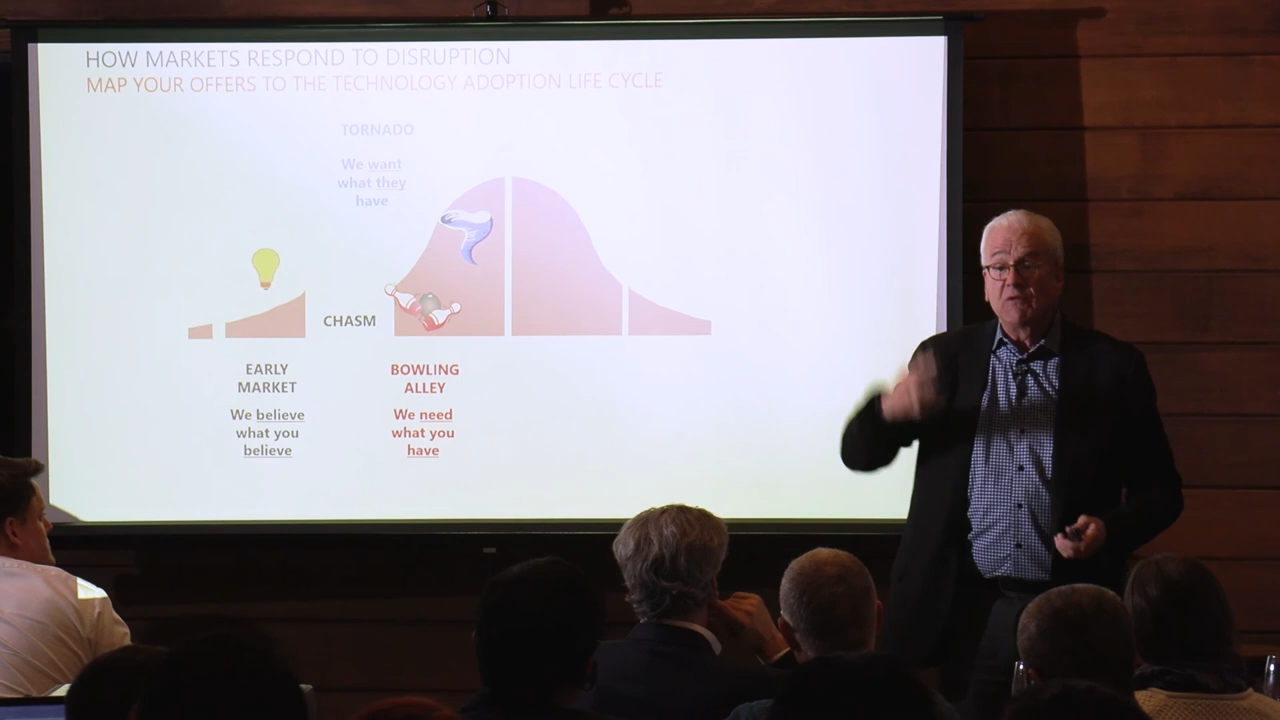 HOW MARKETS RESPOND TO DISRUPTION
MAP YOUR OFFERS TO THE TECHNOLOGY ADOPTION LIFE CYCLE
TORNADO
We want
what they
have
CHASM
EARLY
MARKET
We believe
what you
believe
BOWLING
ALLEY
We need
what you
have